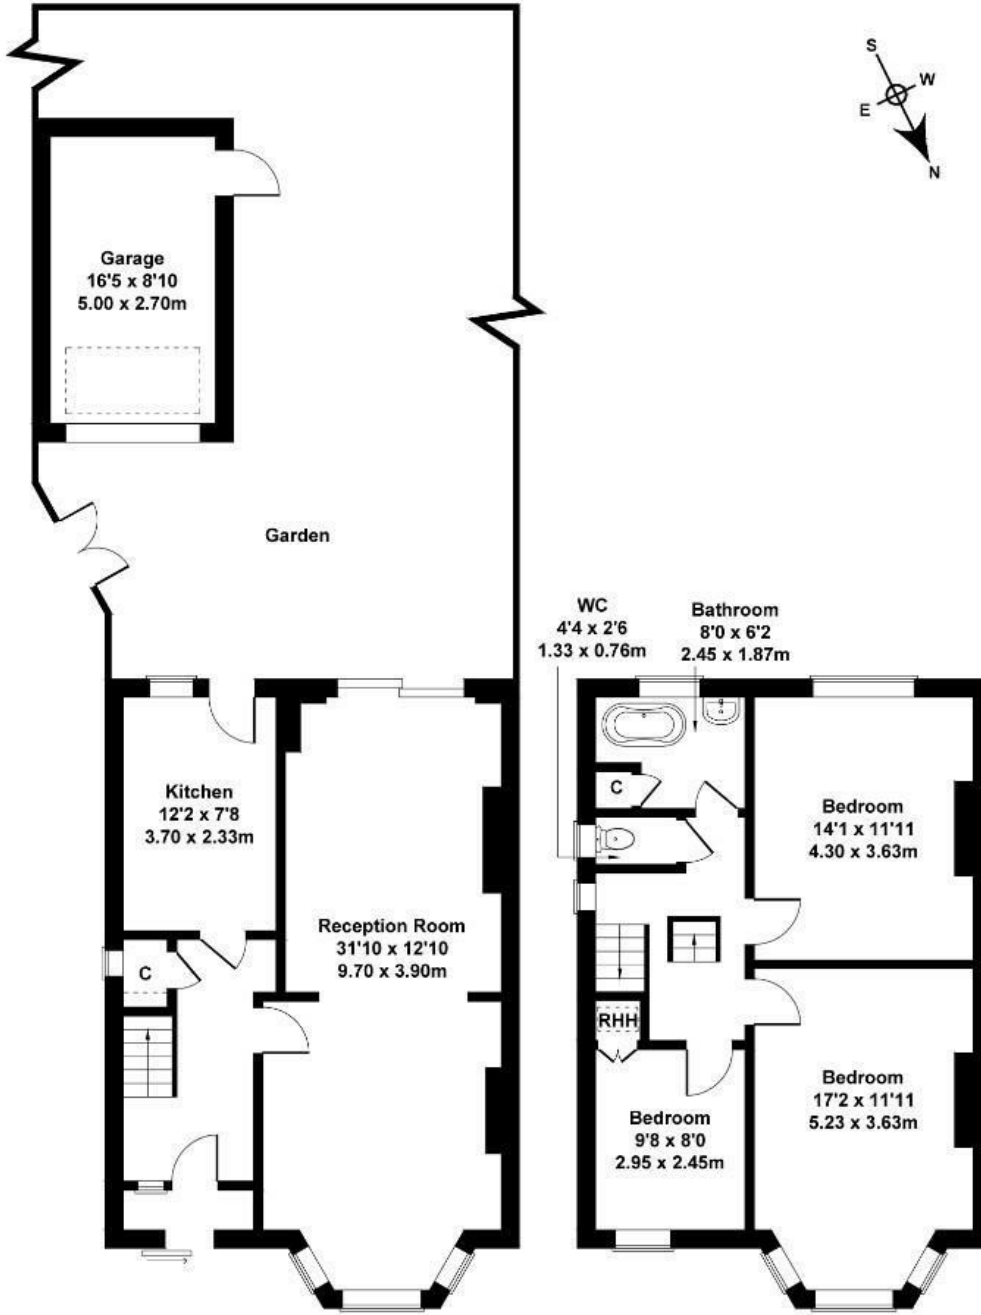 S
W
E
N
Garage
16'5 x 8'10
5.00 x 2.70m
Garden
WC
4'4 x 2'6
1.33 x 0.76m
Bathroom
8'0 x 6'2
2.45 x 1.87m
Kitchen
12'2 x 7'8
3.70 x 2.33m
C
Bedroom
14'1 x 11'11
4.30 x 3.63m
Reception Room
31'10 x 12'10
9.70 x 3.90m
C
RHH
Bedroom
17'2 x 11'11
5.23 x 3.63m
Bedroom
9'8 x 8'0
2.95 x 2.45m